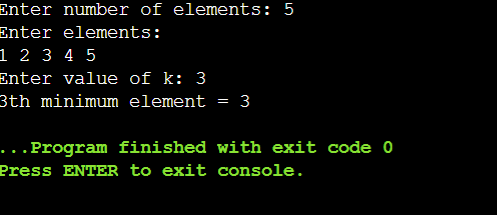 Enter number of elements: 5
Enter elements:
1 2 3 4 5
Enter value of k: 3
3th minimum element = 3
...Program finished with exit code 0
Press ENTER to exit console.